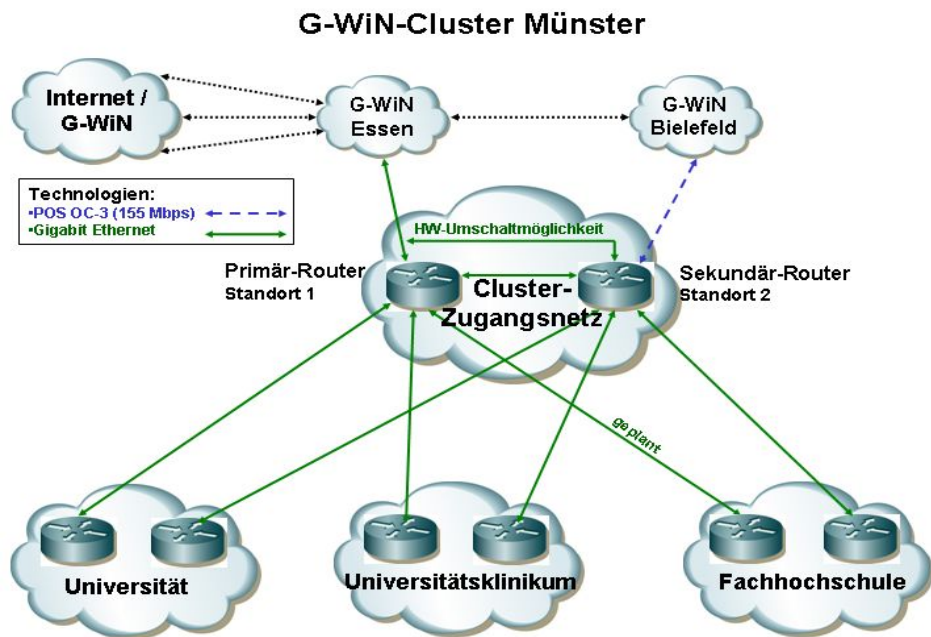 G-WiN-Cluster Münster
Internet /
G-WiN
G-WiN
Essen
G-WiN
Bielefeld
Technologien:
•POS OC-3 (155 Mbps)
•Gigabit Ethernet
HW-Umschaltmöglichkeit
Primär-Router
Standort 1
Cluster-
Zugangsnetz
Sekundär-Router
Standort 2
geplant
Universität
Universitätsklinikum
Fachhochschule